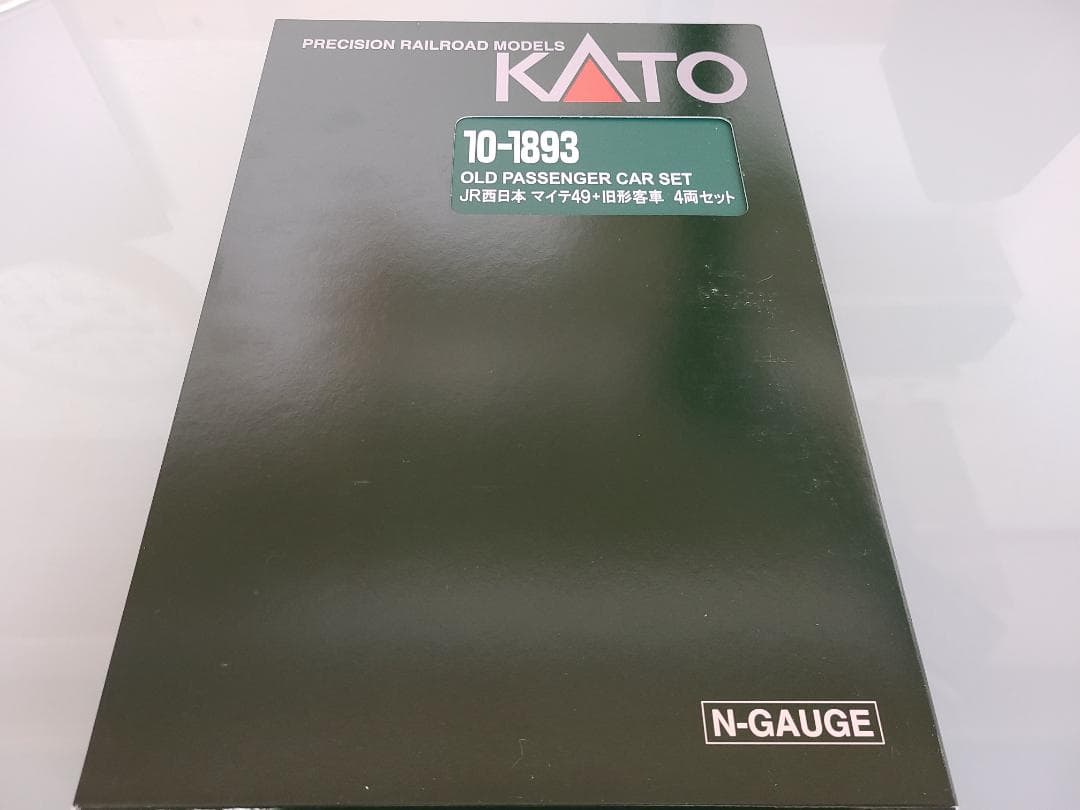 PRECISION RAILROAD MODELS
KATO
10-1893
OLD PASSENGER CAR SET
JR西日本 マイテ49+旧形客車 4両セット
N-GAUGE